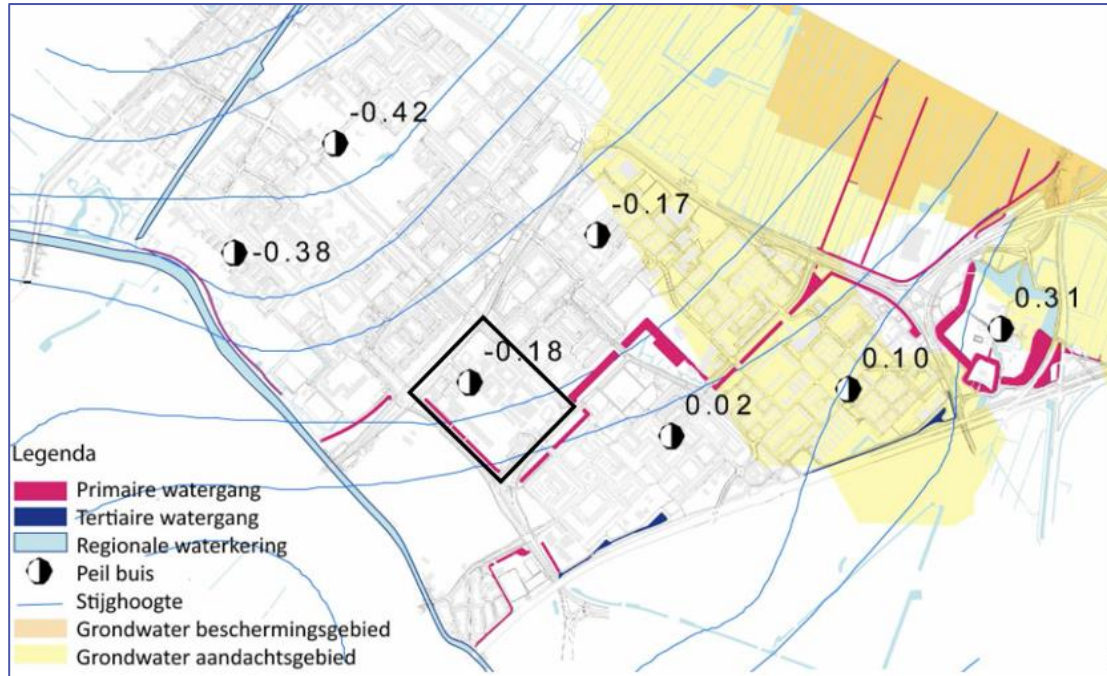 -0.42
-0.17
-0.38
0.31
-0.18
0.10
0.02
Legenda
Primaire watergang
Tertiaire watergang
Regionale waterkering
Peil buis
Stijghoogte
Grondwater beschermingsgebied
Grondwater aandachtsgebied